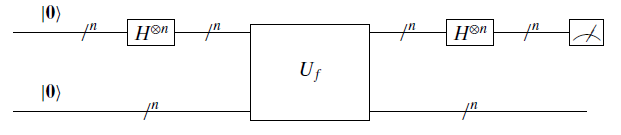 |0⟩
n H⊗n n n H⊗n n
U_f
|0⟩
n n